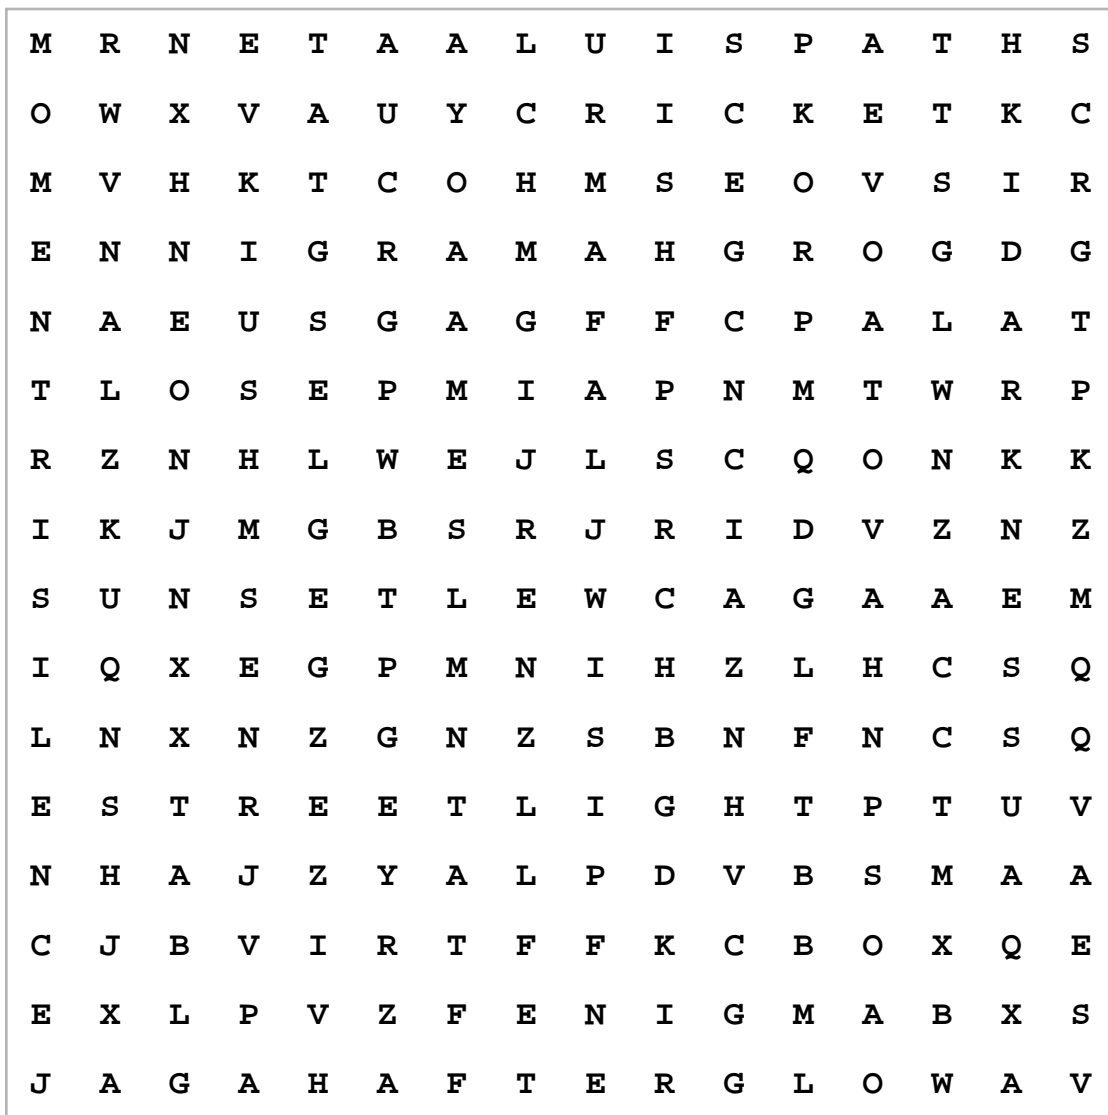 M R N E T A A L U I S P A T H S
O W X V A U Y C R I C K E T K C
M V H K T C O H M S E O V S I R
E N N I G R A M A H G R O G D G
N A E U S G A G F F C P A L A T
T L O S E P M I A P N M T W R P
R Z N H L W E J L S C Q O N K K
I K J M G B S R J R I D V Z N Z
S U N S E T L E W C A G A A E M
I Q X E G P M N I H Z L H C S Q
L N X N Z G N Z S B N F N C S Q
E S T R E E T L I G H T P T U V
N H A J Z Y A L P D V B S M A A
C J B V I R T F F K C B O X Q E
E X L P V Z F E N I G M A B X S
J A G A H A F T E R G L O W A V